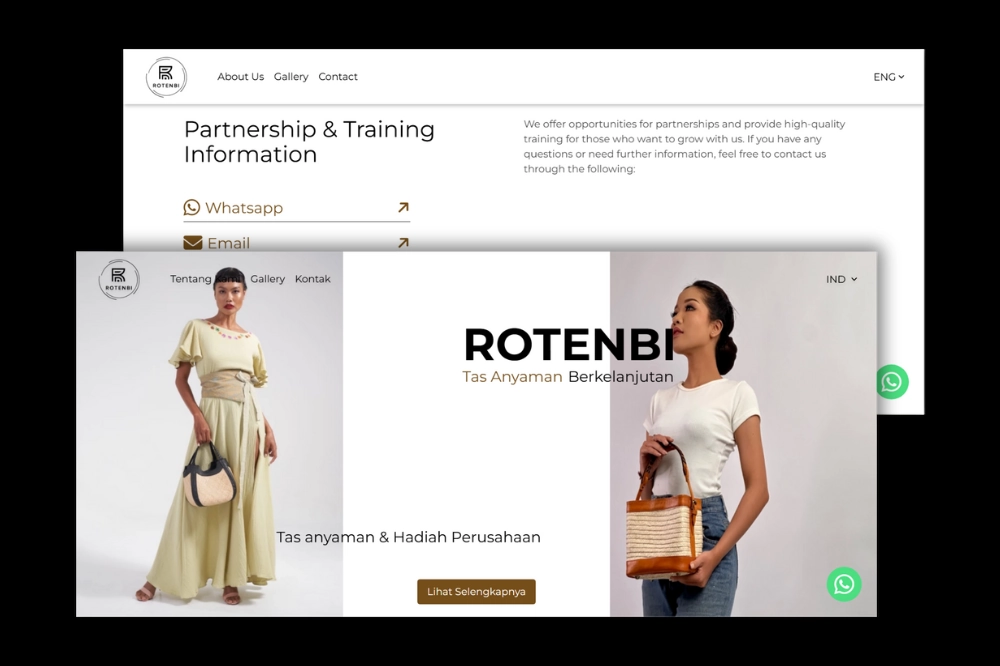 ROTENBI
About Us Gallery Contact
ENG
Partnership & Training
Information
We offer opportunities for partnerships and provide high-quality
training for those who want to grow with us. If you have any
questions or need further information, feel free to contact us
through the following:
Whatsapp
Email
ROTENBI
Tentang Kami Gallery Kontak
IND
ROTENBI
Tas Anyaman Berkelanjutan
Tas anyaman & Hadiah Perusahaan
Lihat Selengkapnya